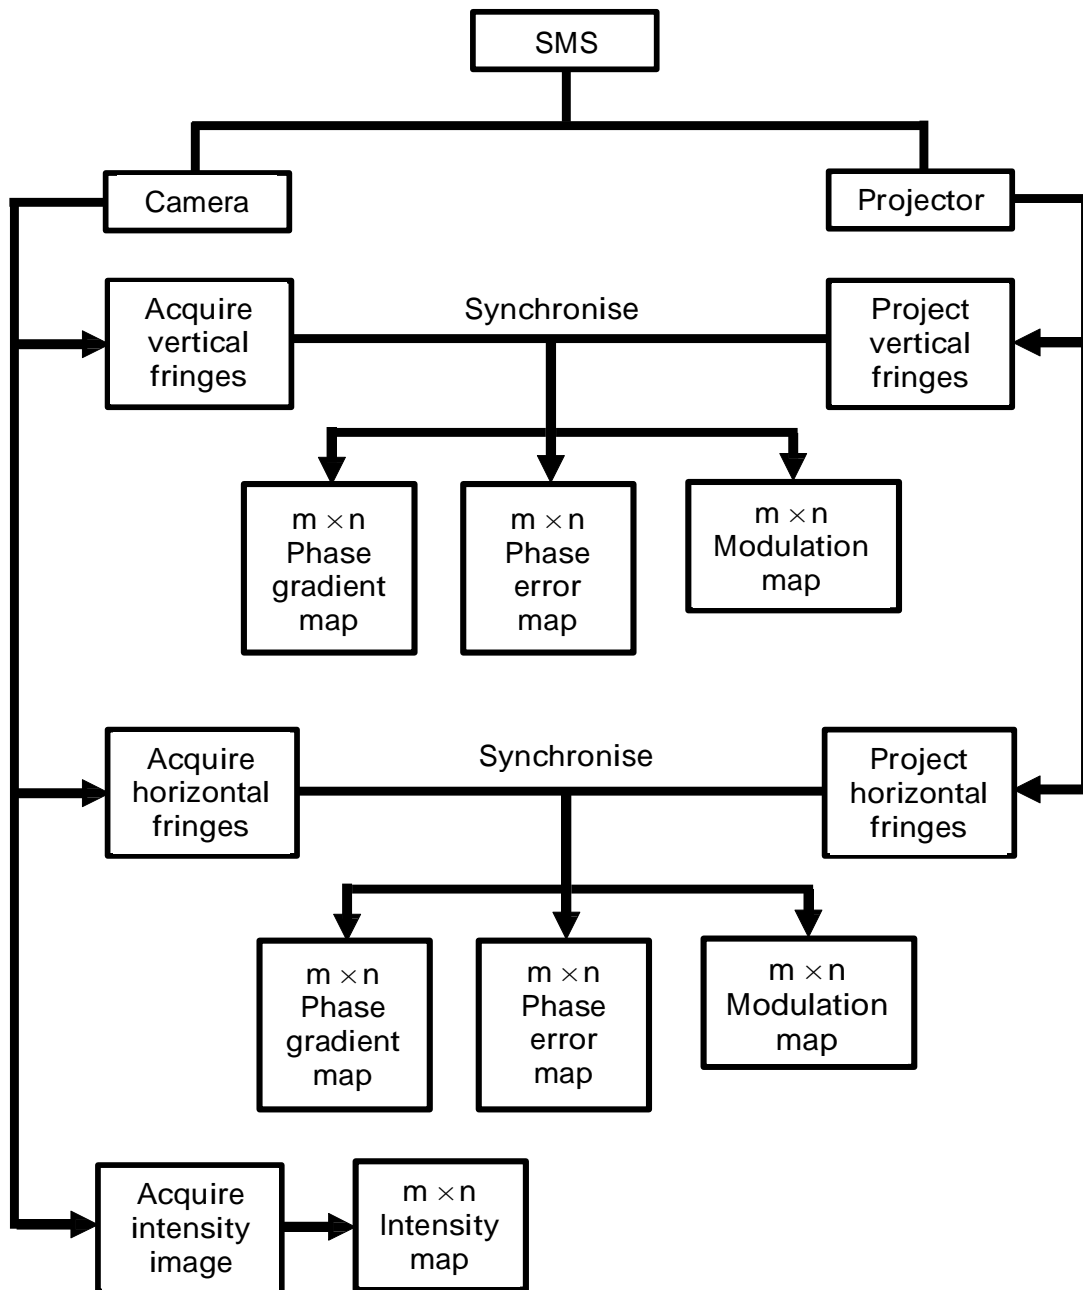 SMS
Camera
Projector
Acquire
vertical
fringes
Synchronise
Project
vertical
fringes
m × n
Phase
gradient
map
m × n
Phase
error
map
m × n
Modulation
map
Acquire
horizontal
fringes
Synchronise
Project
horizontal
fringes
m × n
Phase
gradient
map
m × n
Phase
error
map
m × n
Modulation
map
Acquire
intensity
image
m × n
Intensity
map